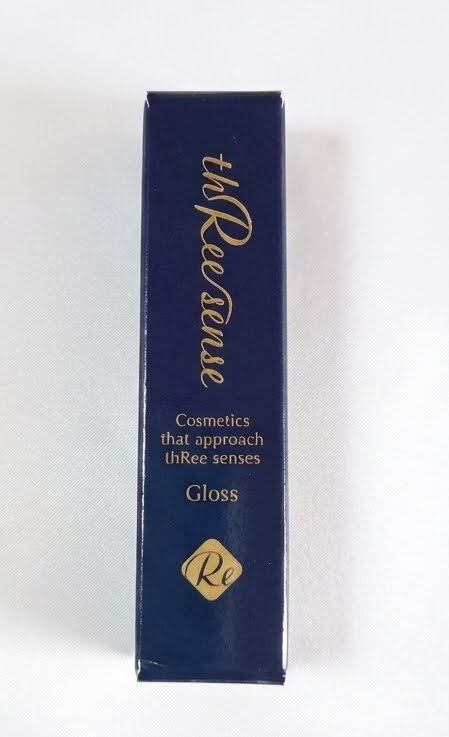 thRee sense
Cosmetics
that approach
thRee senses
Gloss
Re